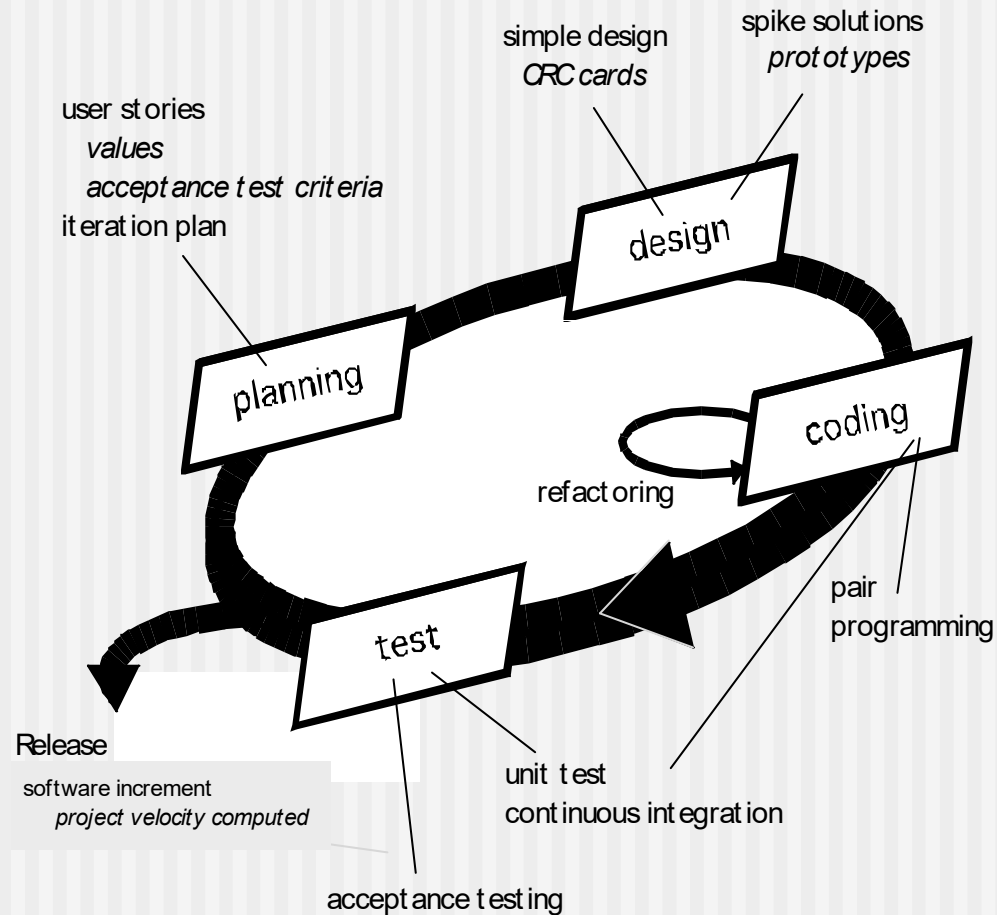 simple design
CRC cards
spike solutions
prototypes
user stories
values
acceptance test criteria
iteration plan
design
planning
coding
refactoring
pair
programming
test
Release
software increment
project velocity computed
unit test
continuous integration
acceptance testing